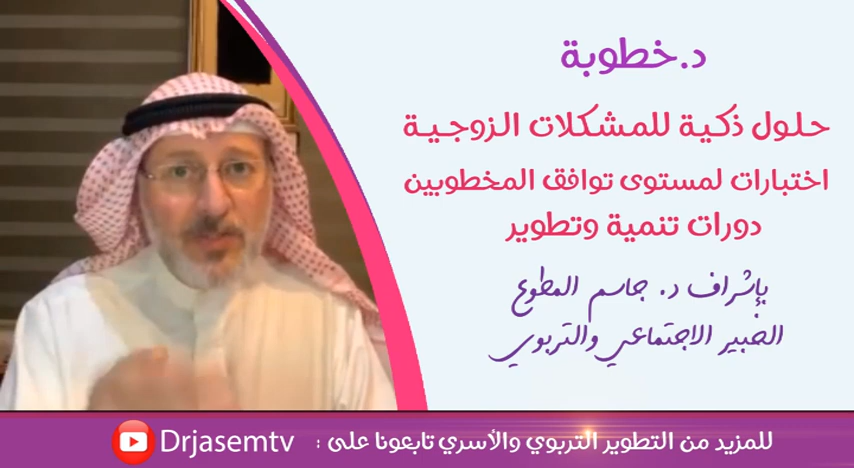 د.خطوبة
حلول ذكية للمشكلات الزوجية
اختبارات لمستوى توافق المخطوبين
دورات تنمية وتطوير
بإشراف د. جاسم المطوع
الخبير الاجتماعي والتربوي
للمزيد من التطوير التربوي والأسري تابعونا على : Drjasemtv